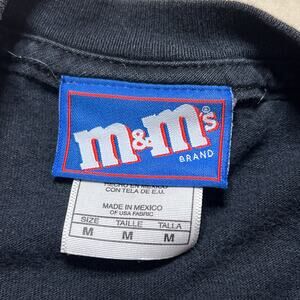 m&m's
BRAND
HECHO EN MEXICO
CON TELA DE E.U.
MADE IN MEXICO
OF USA FABRIC
SIZE TAILLE TALLA
M M M